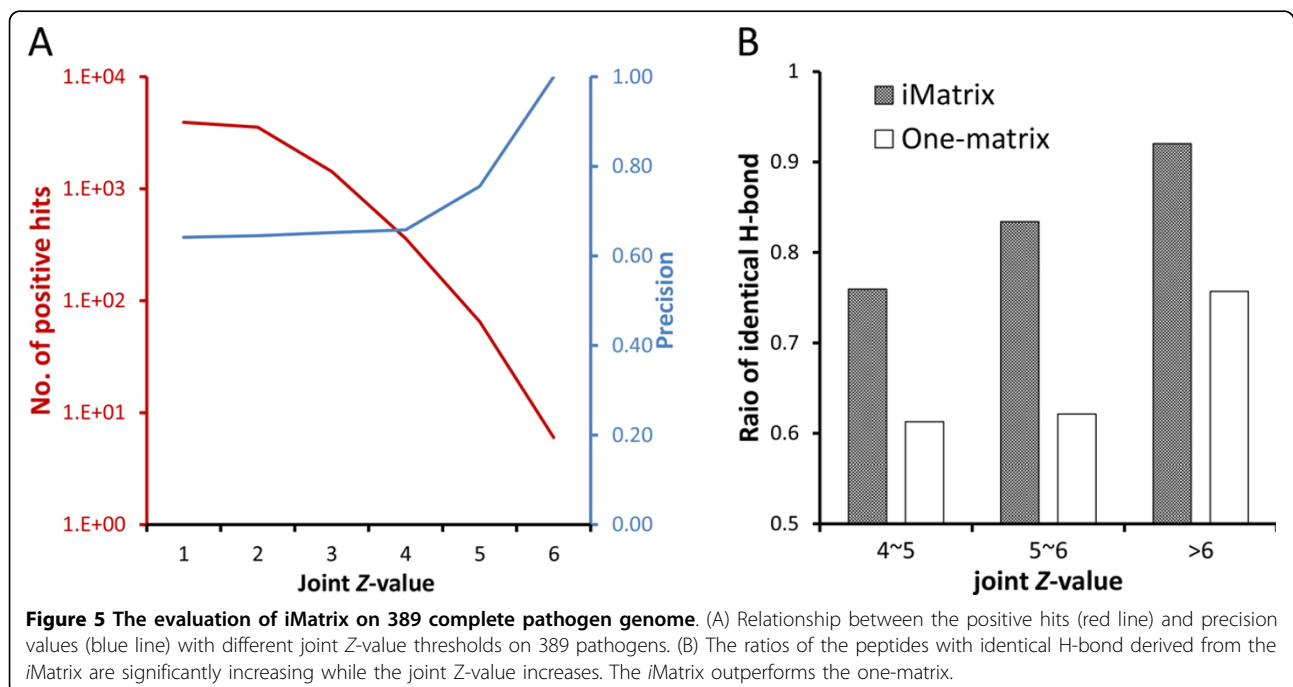 A
1.E+04
1.E+03
1.E+02
1.E+01
1.E+00
No. of positive hits
1.00
0.80
0.60
0.40
0.20
0.00
Precision
1 2 3 4 5 6
Joint Z-value
B
1
0.9
0.8
0.7
0.6
0.5
Raio of identical H-bond
iMatrix
One-matrix
4~5 5~6 >6
joint Z-value
Figure 5 The evaluation of iMatrix on 389 complete pathogen genome. (A) Relationship between the positive hits (red line) and precision
values (blue line) with different joint Z-value thresholds on 389 pathogens. (B) The ratios of the peptides with identical H-bond derived from the
iMatrix are significantly increasing while the joint Z-value increases. The iMatrix outperforms the one-matrix.